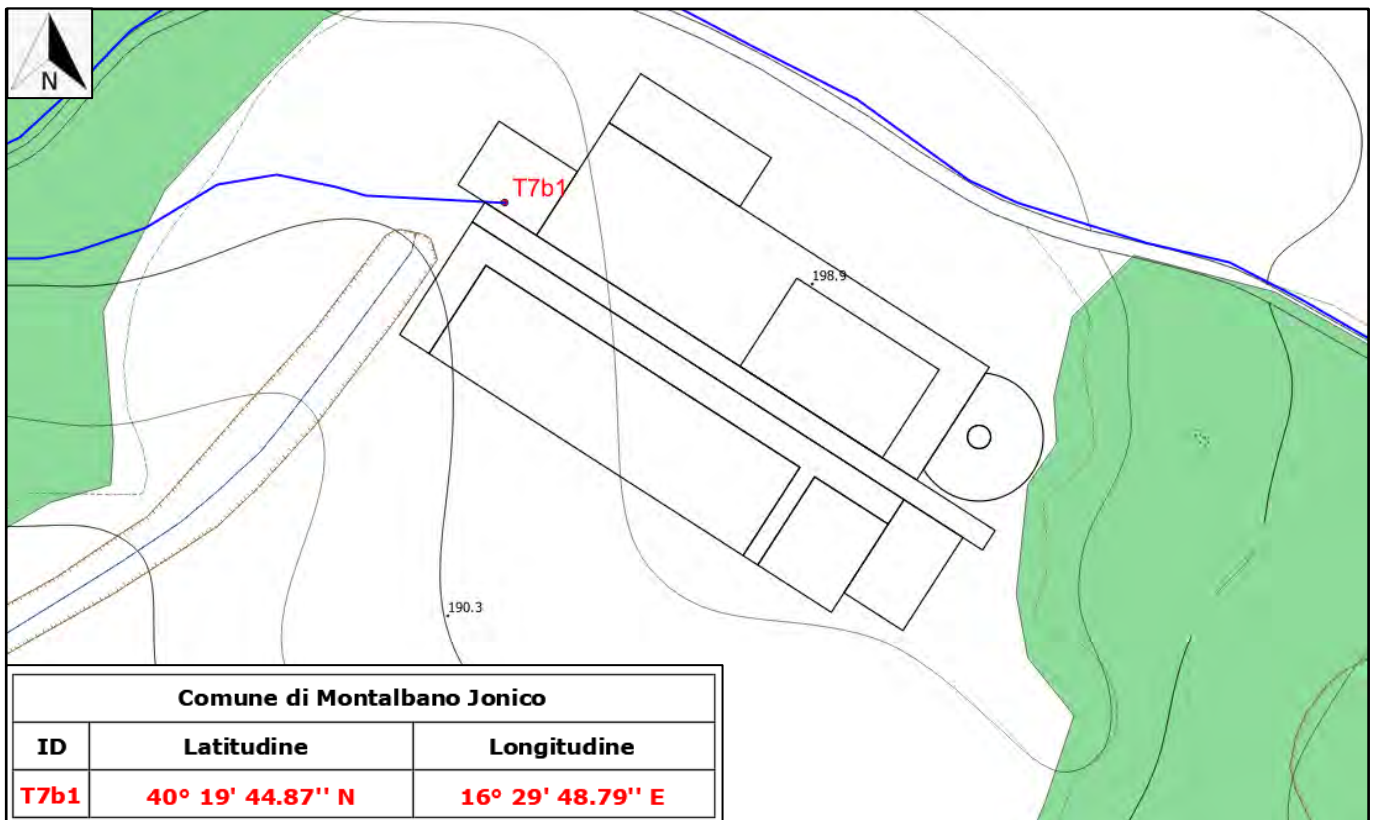 N
T7b1
198.9
190.3
Comune di Montalbano Jonico
ID Latitudine Longitudine
T7b1 40° 19' 44.87'' N 16° 29' 48.79'' E